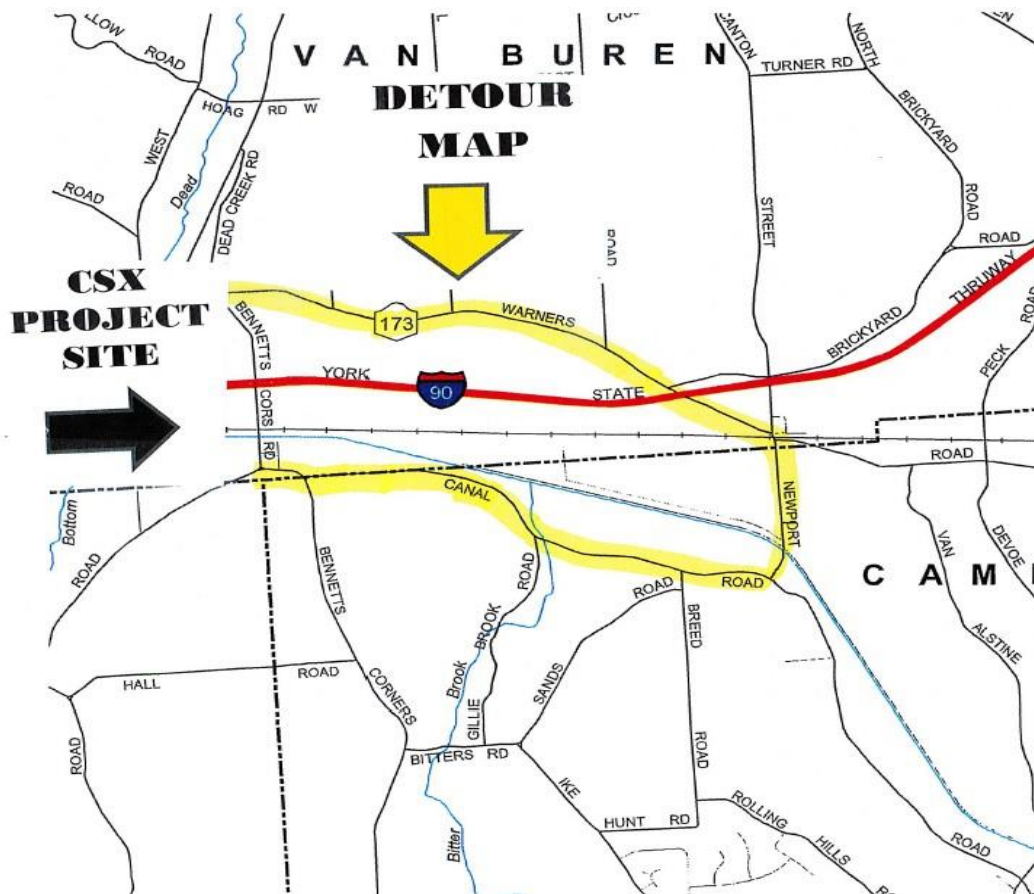 LLOW
ROAD
VAN BUREN
CANTON
NORTH
TURNER RD
HOAG RD W
DETOUR
MAP
BRICKYARD
ROAD
WEST
Dead
DEAD CREEK RD
ROAD
STREET
ROAD
ROAD
THRUWAY
CSX
PROJECT
SITE
BENNETTS
CORS
RD
173
WARNERS
BRICKYARD
PECK
ROAD
YORK
90
STATE
ROAD
Bottom
CANAL
NEWPORT
ROAD
BENNETTS
CORNERS
ROAD
BROOK
Brook
GILLIE
ROAD
SANDS
BREED
ROAD
ROAD
VAN
ALSTINE
DEVOE
CAM
HALL ROAD
ROAD
BITTERS RD
IKE
HUNT RD
ROLLING
HILLS
ROAD
Bitter